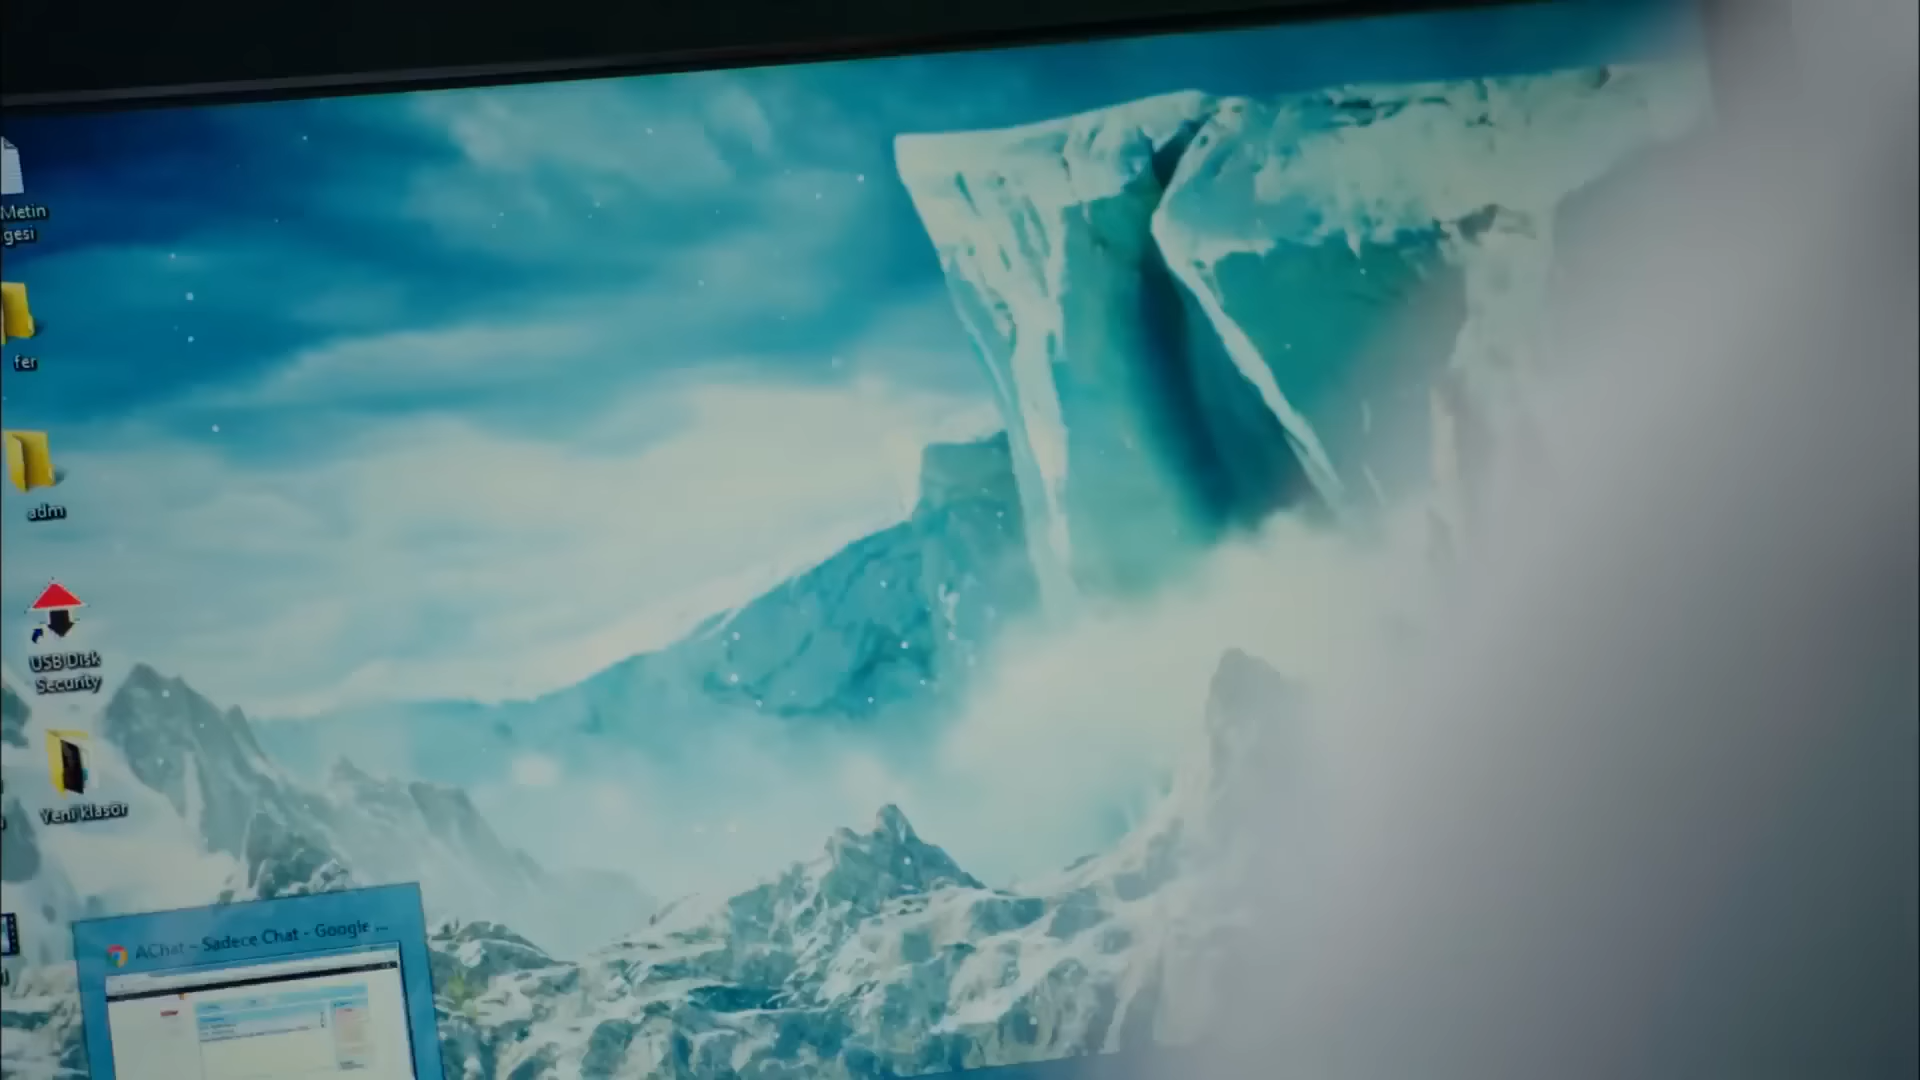 Metin
gesi
fer
adm
USB Disk
Security
Yeni klasör
AChat - Sadece Chat - Google ...